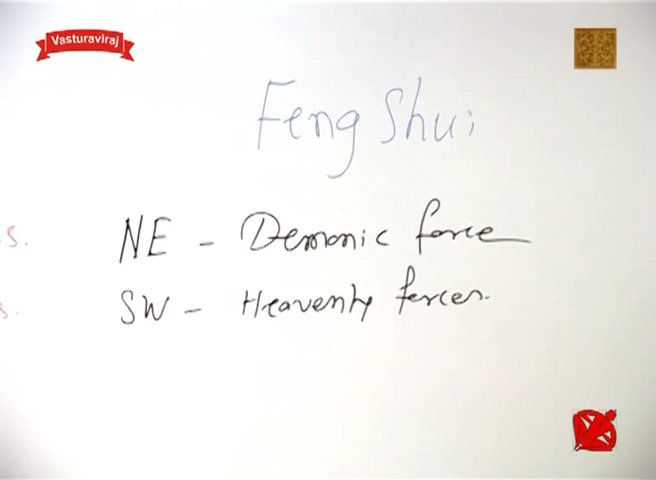 Vasturaviraj
Feng Shui
s. NE - Demonic force
s. SW - Heavenly forces.